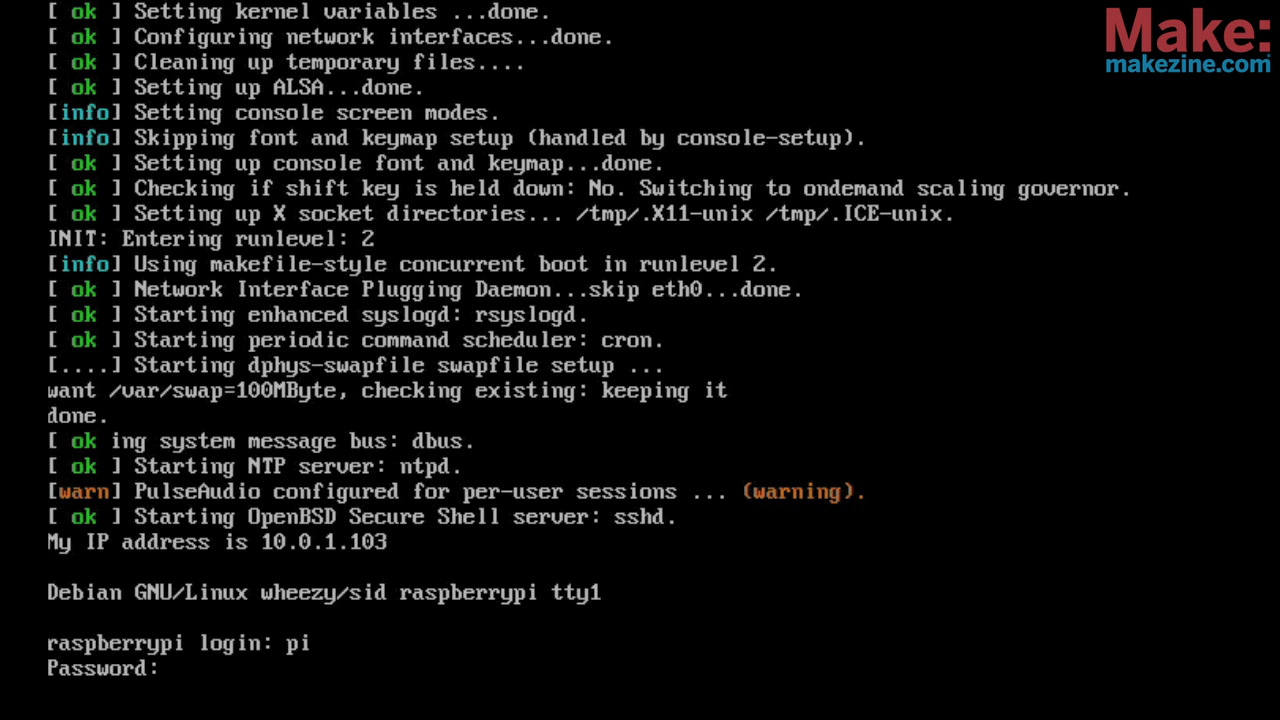 [ ok ] Setting kernel variables ...done.
[ ok ] Configuring network interfaces...done.
[ ok ] Cleaning up temporary files....
[ ok ] Setting up ALSA...done.
[info] Setting console screen modes.
[info] Skipping font and keymap setup (handled by console-setup).
[ ok ] Setting up console font and keymap...done.
[ ok ] Checking if shift key is held down: No. Switching to ondemand scaling governor.
[ ok ] Setting up X socket directories... /tmp/.X11-unix /tmp/.ICE-unix.
INIT: Entering runlevel: 2
[info] Using makefile-style concurrent boot in runlevel 2.
[ ok ] Network Interface Plugging Daemon...skip eth0...done.
[ ok ] Starting enhanced syslogd: rsyslogd.
[ ok ] Starting periodic command scheduler: cron.
[....] Starting dphys-swapfile swapfile setup ...
want /var/swap=100MByte, checking existing: keeping it
done.
[ ok ing system message bus: dbus.
[ ok ] Starting NTP server: ntpd.
[warn] PulseAudio configured for per-user sessions ... (warning).
[ ok ] Starting OpenBSD Secure Shell server: sshd.
My IP address is 10.0.1.103
Debian GNU/Linux wheezy/sid raspberrypi tty1
raspberrypi login: pi
Password:
Make:
makezine.com